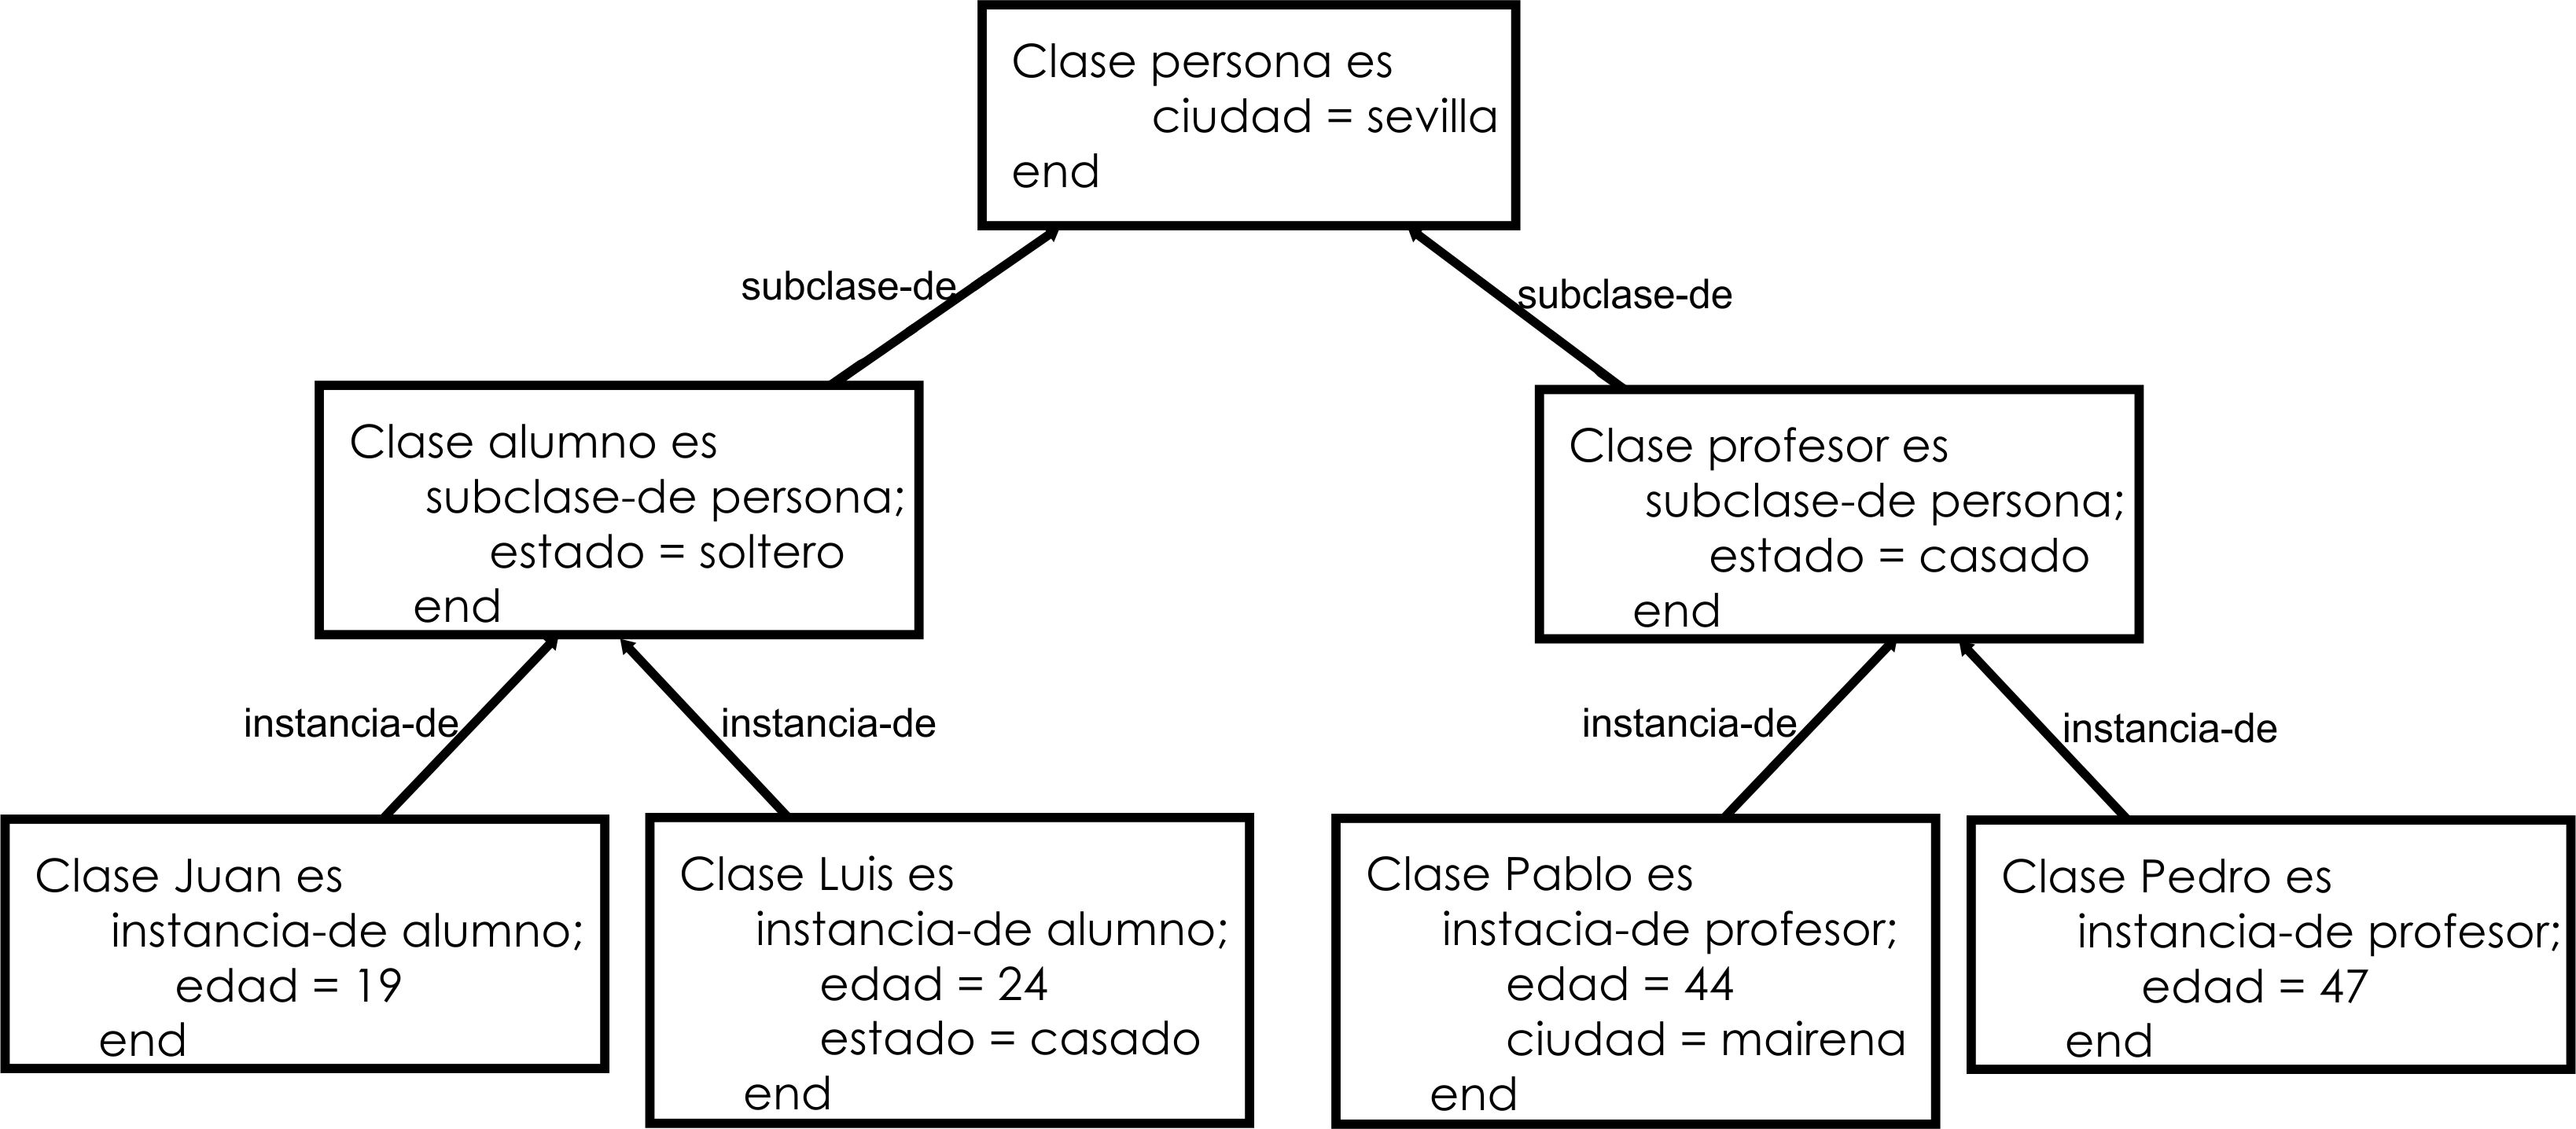 Clase persona es
ciudad = sevilla
end
subclase-de
subclase-de
Clase alumno es
subclase-de persona;
estado = soltero
end
Clase profesor es
subclase-de persona;
estado = casado
end
instancia-de
instancia-de
instancia-de
instancia-de
Clase Juan es
instancia-de alumno;
edad = 19
end
Clase Luis es
instancia-de alumno;
edad = 24
estado = casado
end
Clase Pablo es
instacia-de profesor;
edad = 44
ciudad = mairena
end
Clase Pedro es
instancia-de profesor;
edad = 47
end